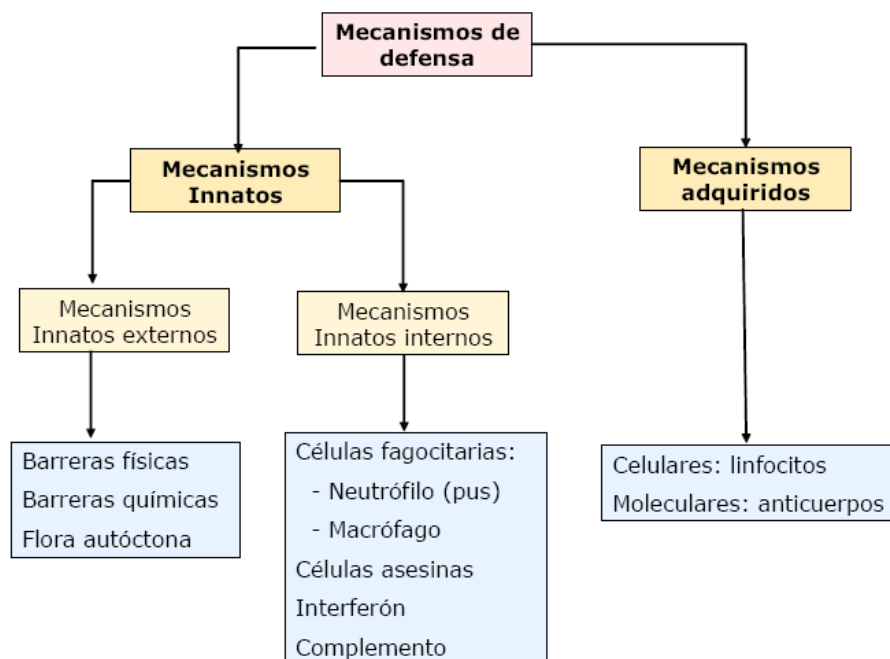 Mecanismos de
defensa
Mecanismos
Innatos
Mecanismos
adquiridos
Mecanismos
Innatos externos
Mecanismos
Innatos internos
Barreras físicas
Barreras químicas
Flora autóctona
Células fagocitarias:
- Neutrófilo (pus)
- Macrófago
Células asesinas
Interferón
Complemento
Celulares: linfocitos
Moleculares: anticuerpos